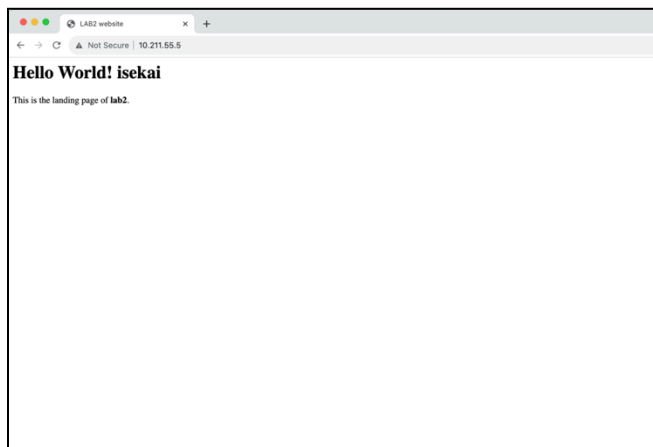 LAB2 website
Not Secure | 10.211.55.5
Hello World! isekai
This is the landing page of lab2.